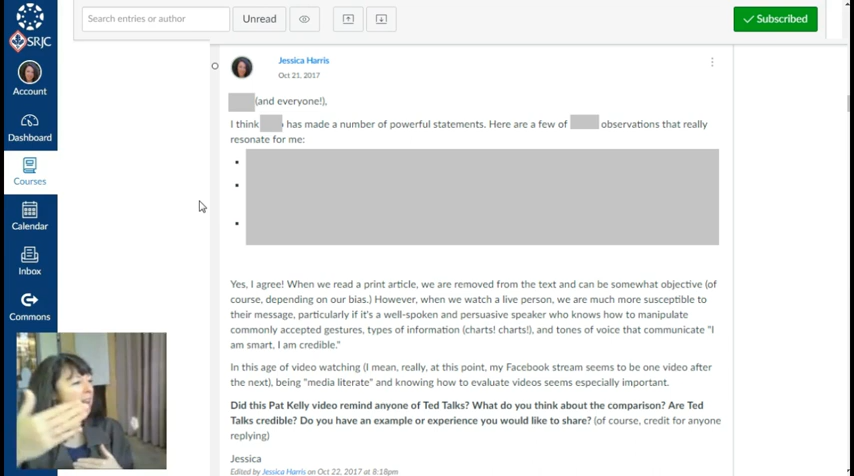 Search entries or author
Unread
✓ Subscribed
SRJC
Account
Dashboard
Courses
Calendar
Inbox
Commons
Jessica Harris
Oct 21, 2017
(and everyone!),
I think has made a number of powerful statements. Here are a few of observations that really
resonate for me:
Yes, I agree! When we read a print article, we are removed from the text and can be somewhat objective (of
course, depending on our bias.) However, when we watch a live person, we are much more susceptible to
their message, particularly if it's a well-spoken and persuasive speaker who knows how to manipulate
commonly accepted gestures, types of information (charts! charts!), and tones of voice that communicate "I
am smart, I am credible."
In this age of video watching (I mean, really, at this point, my Facebook stream seems to be one video after
the next), being "media literate" and knowing how to evaluate videos seems especially important.
Did this Pat Kelly video remind anyone of Ted Talks? What do you think about the comparison? Are Ted
Talks credible? Do you have an example or experience you would like to share? (of course, credit for anyone
replying)
Jessica
Edited by Jessica Harris on Oct 22, 2017 at 8:18pm